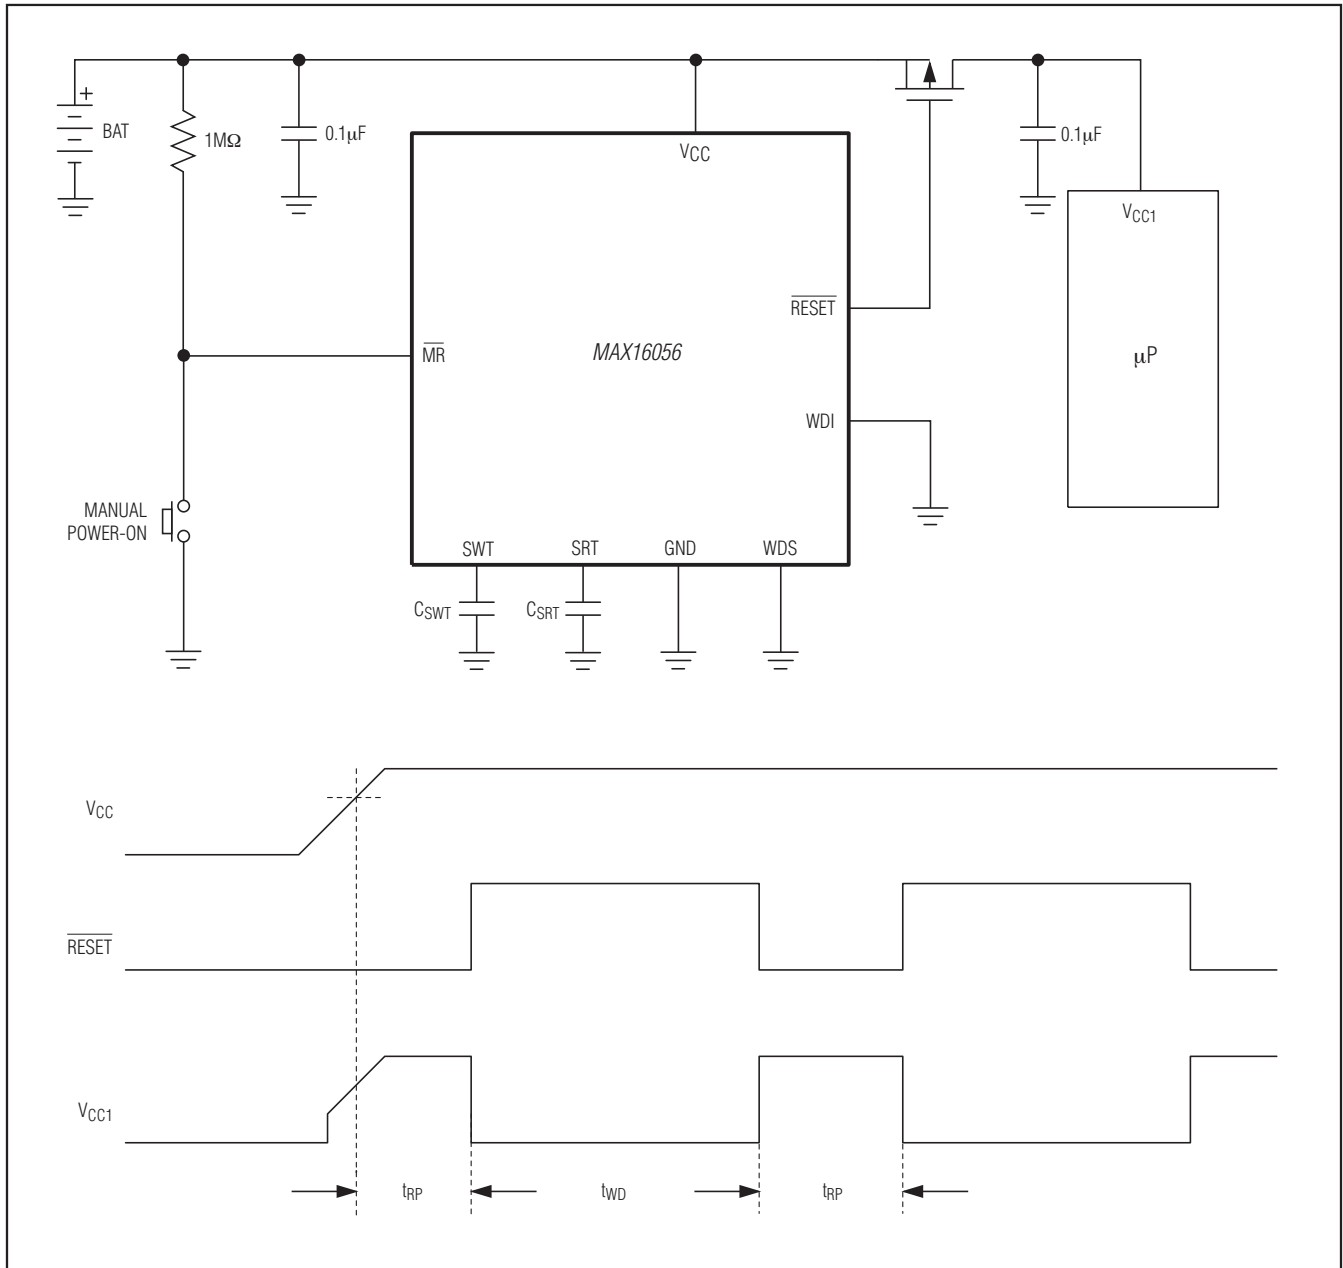 +
BAT
1MΩ
0.1µF
VCC
0.1µF
VCC1
RESET
MR
MAX16056
µP
WDI
MANUAL
POWER-ON
SWT
SRT
GND
WDS
CSWT
CSRT
VCC
RESET
VCC1
tRP
tWD
tRP